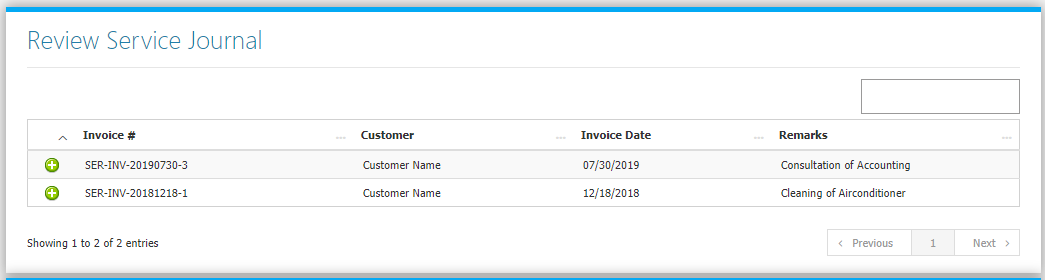 Review Service Journal
Invoice # Customer Invoice Date Remarks
SER-INV-20190730-3 Customer Name 07/30/2019 Consultation of Accounting
SER-INV-20181218-1 Customer Name 12/18/2018 Cleaning of Airconditioner
Showing 1 to 2 of 2 entries ‹ Previous 1 Next ›